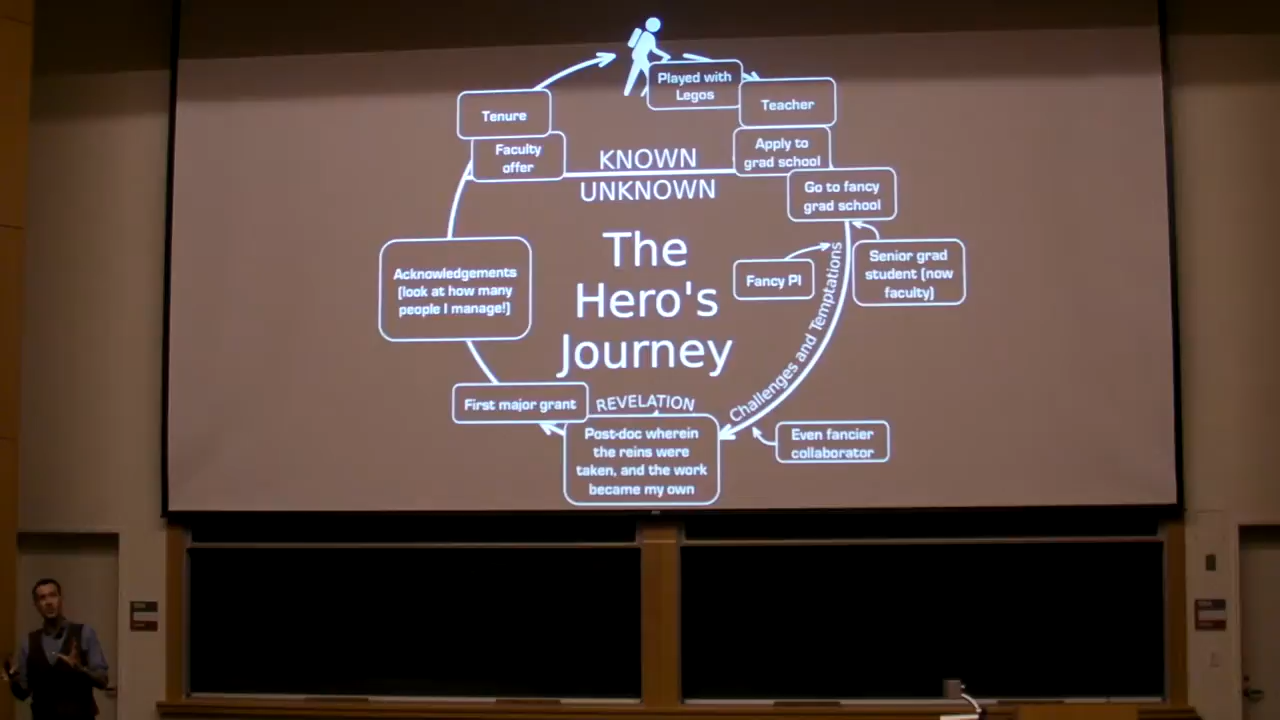 Played with
Legos
Teacher
Tenure
Faculty
offer
KNOWN
UNKNOWN
Apply to
grad school
Go to fancy
grad school
The
Hero's
Journey
Fancy PI
Senior grad
student (now
faculty)
Challenges and Temptations
Acknowledgements
(look at how many
people I manage!)
First major grant
REVELATION
Post-doc wherein
the reins were
taken, and the work
became my own
Even fancier
collaborator